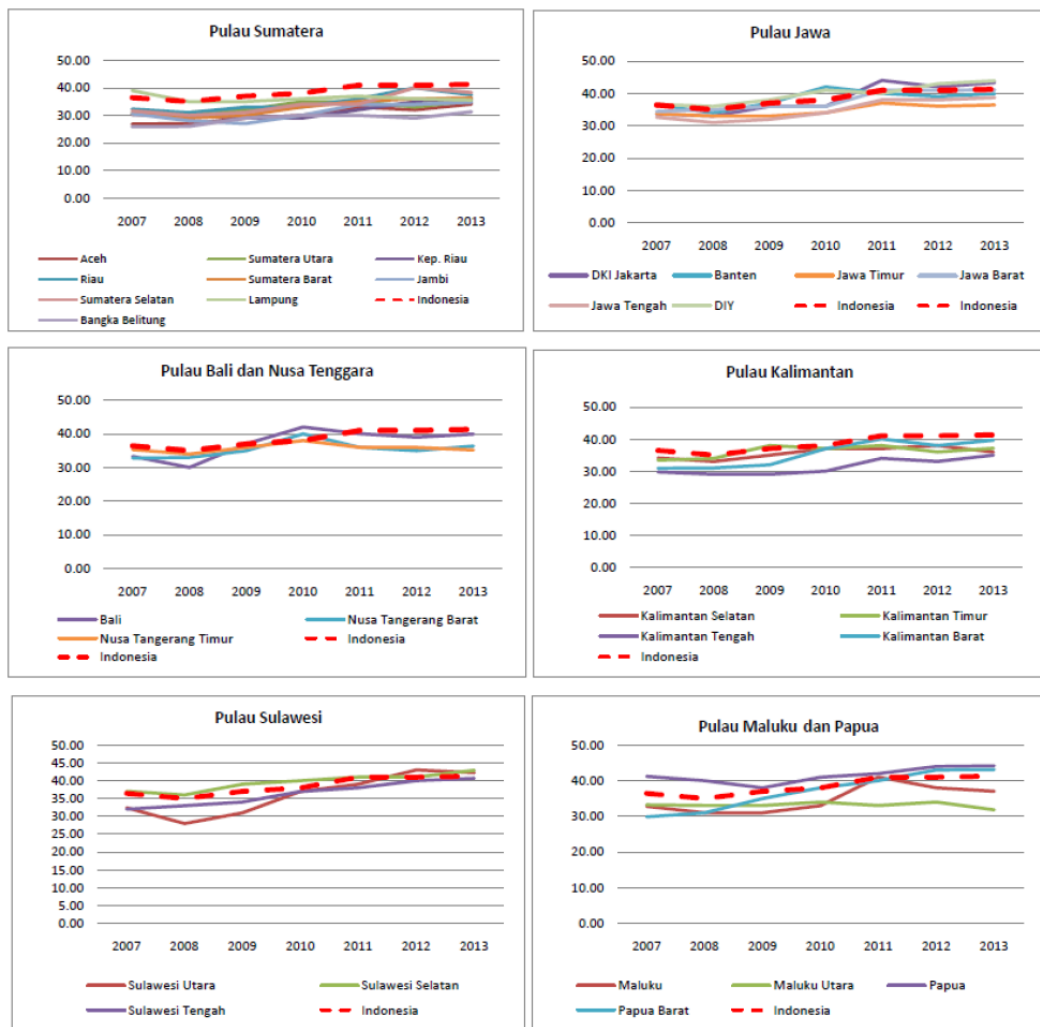 Pulau Sumatera
60.00
50.00
40.00
30.00
20.00
10.00
0.00
2007 2008 2009 2010 2011 2012 2013
Aceh Sumatera Utara Kep. Riau
Riau Sumatera Barat Jambi
Sumatera Selatan Lampung Indonesia
Bangka Belitung
Pulau Jawa
50.00
40.00
30.00
20.00
10.00
0.00
2007 2008 2009 2010 2011 2012 2013
DKI Jakarta Banten Jawa Timur Jawa Barat
Jawa Tengah DIY Indonesia Indonesia
Pulau Bali dan Nusa Tenggara
50.00
40.00
30.00
20.00
10.00
0.00
2007 2008 2009 2010 2011 2012 2013
Bali Nusa Tangerang Barat
Nusa Tangerang Timur Indonesia
Indonesia
Pulau Kalimantan
50.00
40.00
30.00
20.00
10.00
0.00
2007 2008 2009 2010 2011 2012 2013
Kalimantan Selatan Kalimantan Timur
Kalimantan Tengah Kalimantan Barat
Indonesia
Pulau Sulawesi
50.00
45.00
40.00
35.00
30.00
25.00
20.00
15.00
10.00
5.00
0.00
2007 2008 2009 2010 2011 2012 2013
Sulawesi Utara Sulawesi Selatan
Sulawesi Tengah Indonesia
Pulau Maluku dan Papua
50.00
40.00
30.00
20.00
10.00
0.00
2007 2008 2009 2010 2011 2012 2013
Maluku Maluku Utara Papua
Papua Barat Indonesia